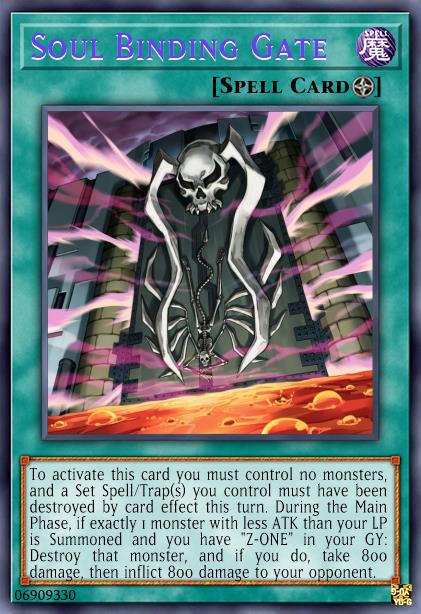 Soul Binding Gate
SPELL
魔
[Spell Card]
To activate this card you must control no monsters,
and a Set Spell/Trap(s) you control must have been
destroyed by card effect this turn. During the Main
Phase, if exactly 1 monster with less ATK than your LP
is Summoned and you have "Z-ONE" in your GY:
Destroy that monster, and if you do, take 800
damage, then inflict 800 damage to your opponent.
06909330